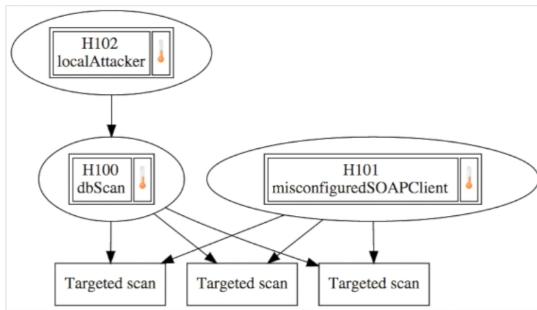 H102
localAttacker
H100
dbScan
H101
misconfiguredSOAPClient
Targeted scan
Targeted scan
Targeted scan